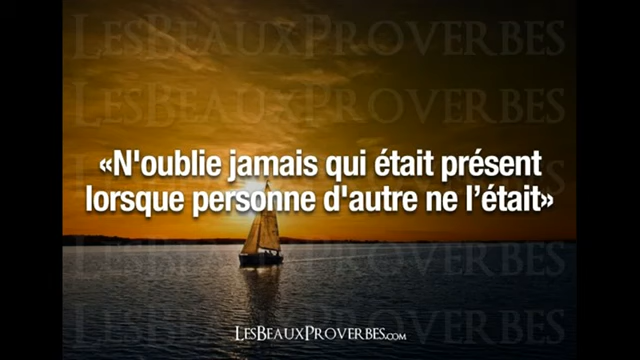 LESBEAUXPROVERBES
LESBEAUXPROVERBES
«N'oublie jamais qui était présent
lorsque personne d'autre ne l’était»
LESBEAUXPROVERBES
LESBEAUXPROVERBES
LESBEAUXPROVERBES.COM